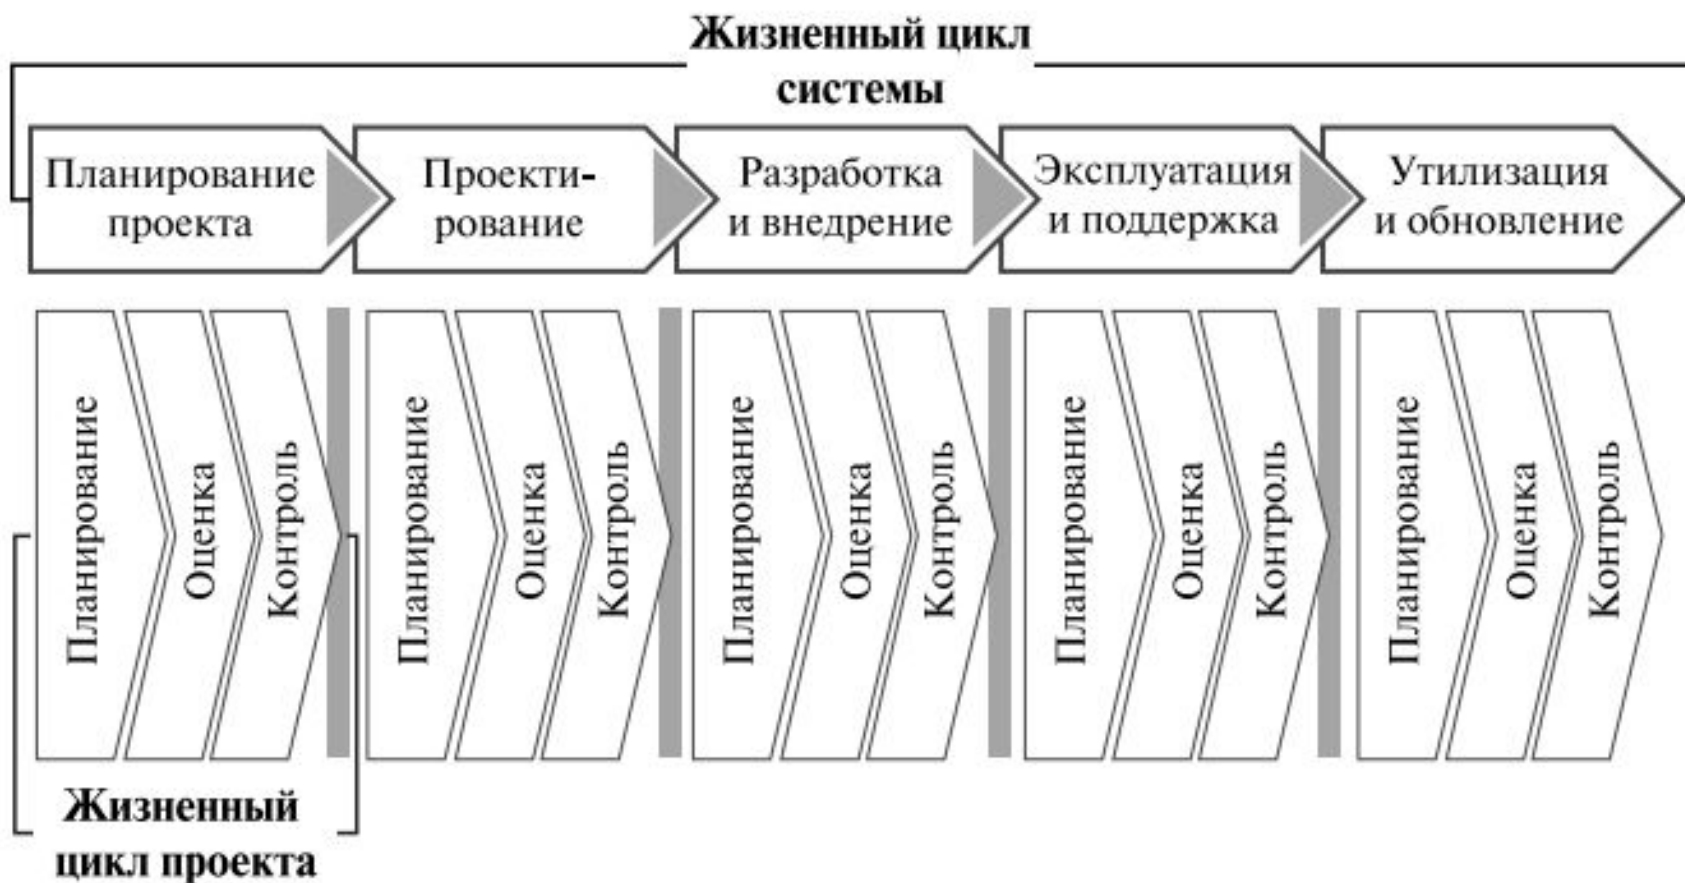 Жизненный цикл
системы
Планирование
проекта
Проекти-
рование
Разработка
и внедрение
Эксплуатация
и поддержка
Утилизация
и обновление
Планирование
Оценка
Контроль
Планирование
Оценка
Контроль
Планирование
Оценка
Контроль
Планирование
Оценка
Контроль
Планирование
Оценка
Контроль
Жизненный
цикл проекта